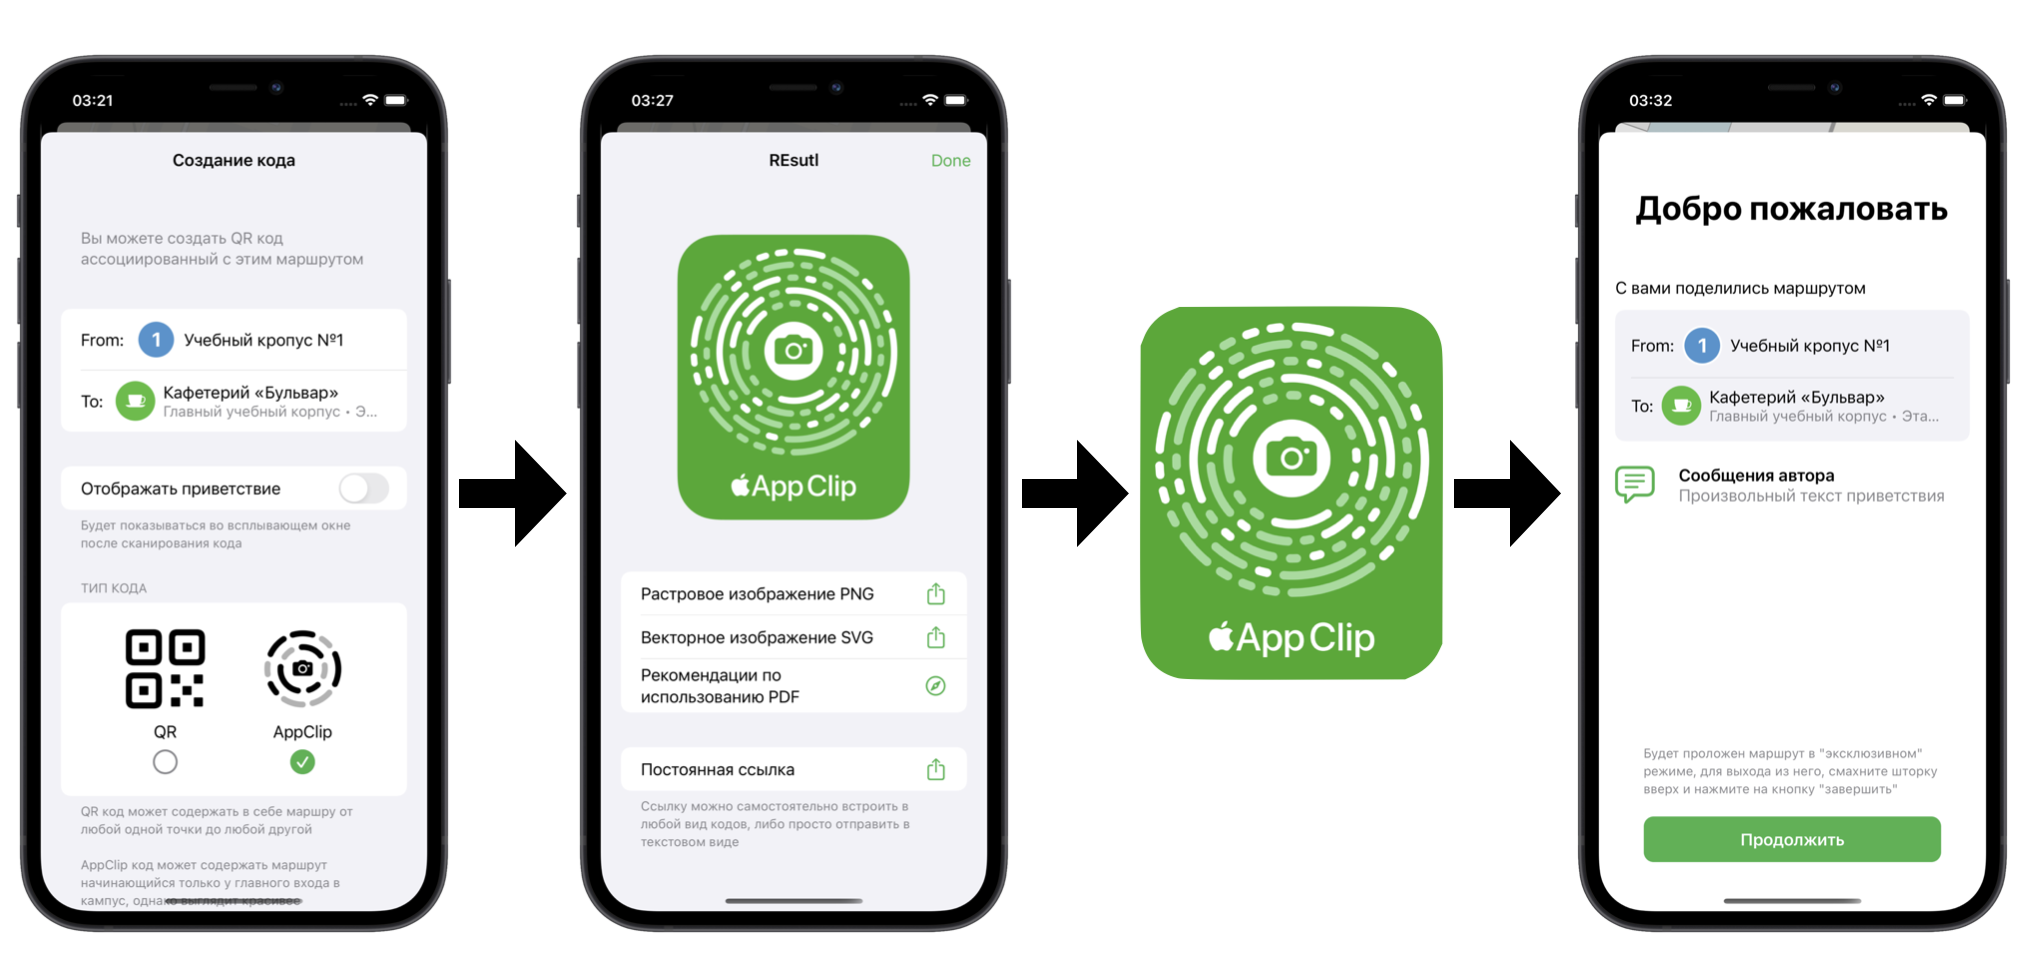 03:21
Создание кода
Вы можете создать QR код
ассоциированный с этим маршрутом
From: 1 Учебный кропус №1
To: Кафетерий «Бульвар»
Главный учебный корпус • Э...
Отображать приветствие
Будет показываться во всплывающем окне
после сканирования кода
ТИП КОДА
QR AppClip
QR код может содержать в себе маршру от
любой одной точки до любой другой
AppClip код может содержать маршрут
начинающийся только у главного входа в
кампус, однако выглядит красивее
03:27
REsutl Done
App Clip
Растровое изображение PNG
Векторное изображение SVG
Рекомендации по
использованию PDF
Постоянная ссылка
Ссылку можно самостоятельно встроить в
любой вид кодов, либо просто отправить в
текстовом виде
App Clip
03:32
Добро пожаловать
С вами поделились маршрутом
From: 1 Учебный кропус №1
To: Кафетерий «Бульвар»
Главный учебный корпус • Эта...
Сообщения автора
Произвольный текст приветствия
Будет проложен маршрут в "эксклюзивном"
режиме, для выхода из него, смахните шторку
вверх и нажмите на кнопку "завершить"
Продолжить